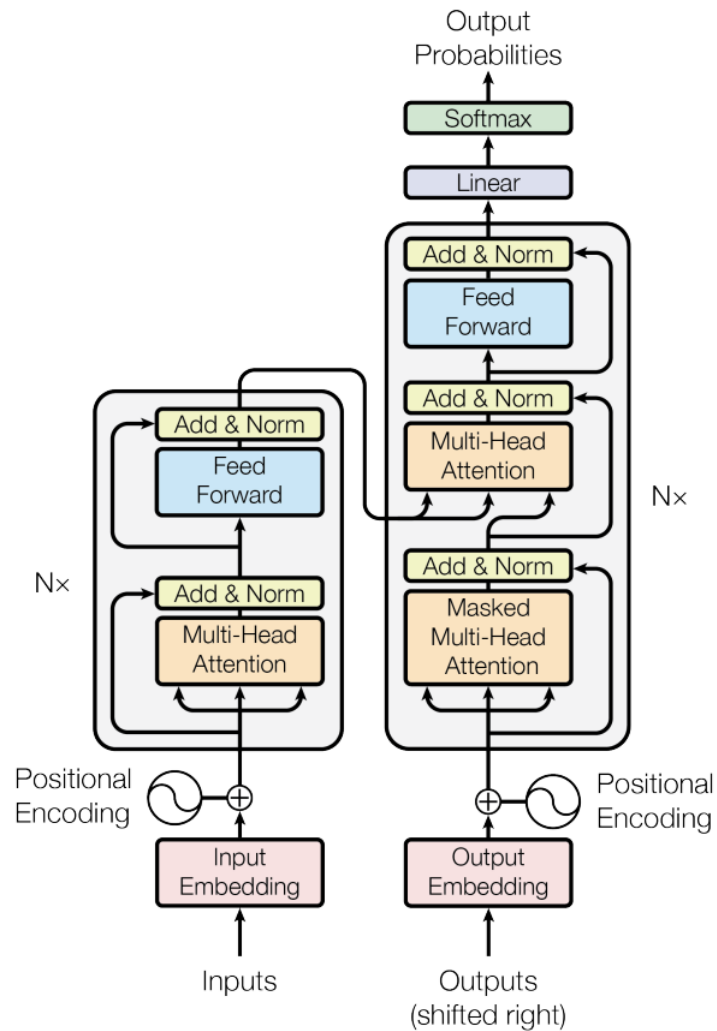 Output
Probabilities
Softmax
Linear
Add & Norm
Feed
Forward
Add & Norm
Multi-Head
Attention
Add & Norm
Masked
Multi-Head
Attention
Nx
Add & Norm
Feed
Forward
Add & Norm
Multi-Head
Attention
Nx
Positional
Encoding
Positional
Encoding
Input
Embedding
Output
Embedding
Inputs
Outputs
(shifted right)